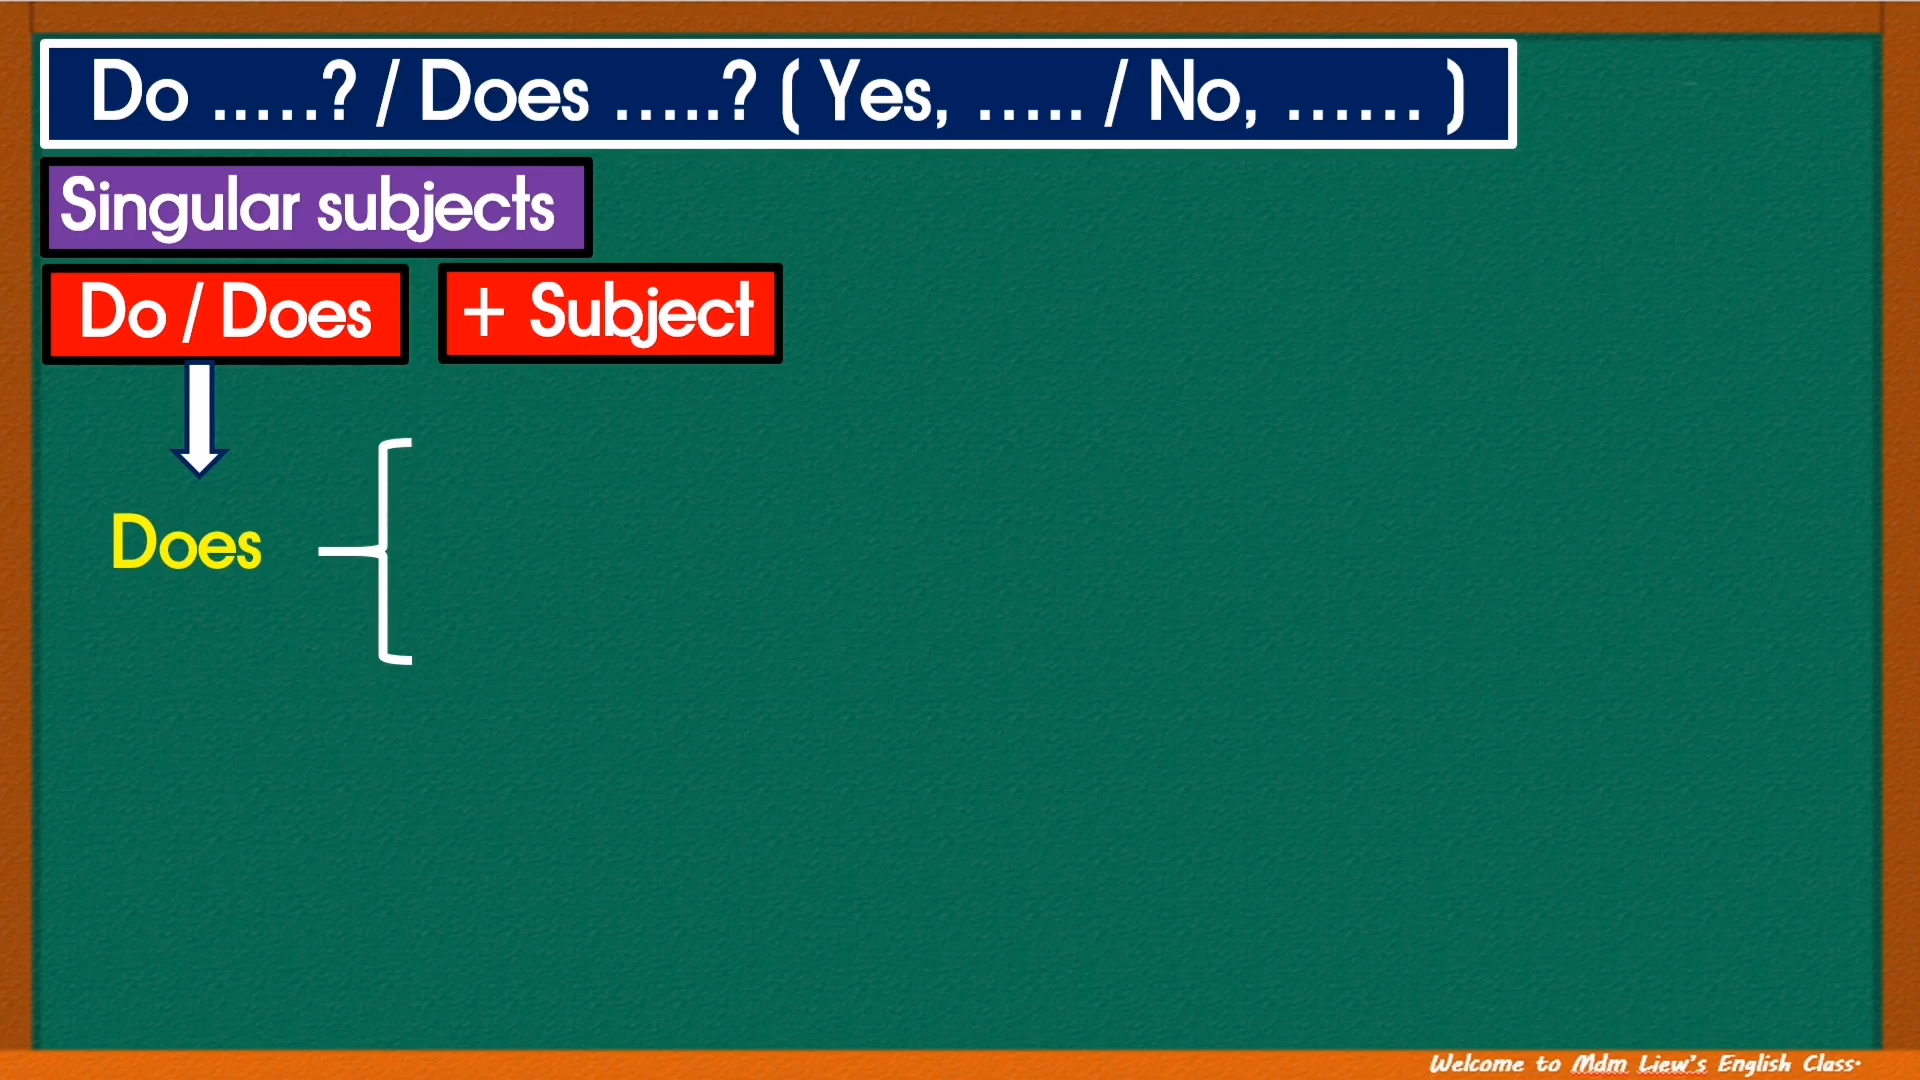 Do .....? / Does .....? ( Yes, ..... / No, ...... )
Singular subjects
Do / Does + Subject
Does
Welcome to Mdm Liew's English Class.